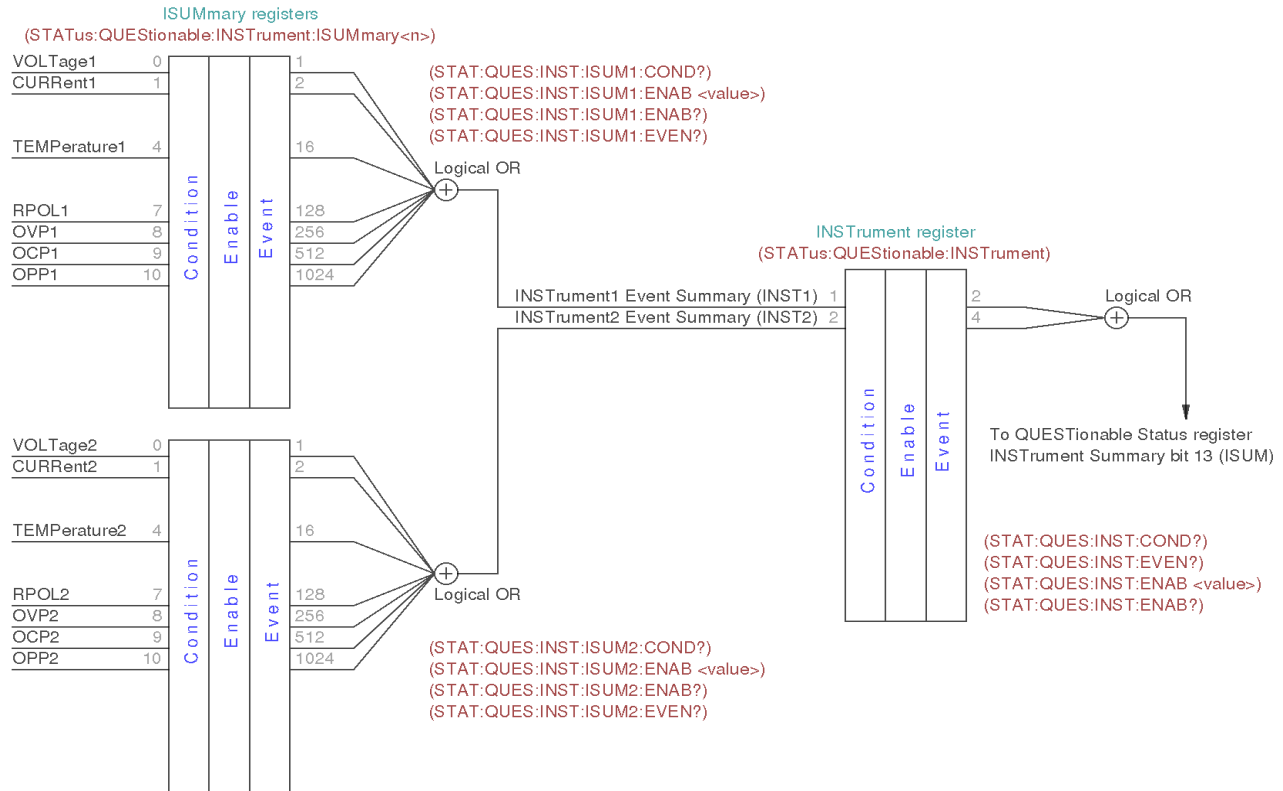 ISUMmary registers
(STATus:QUEStionable:INSTrument:ISUMmary<n>)
VOLTage1 0 1
CURRent1 1 2
TEMPerature1 4 16
RPOL1 7 128
OVP1 8 256
OCP1 9 512
OPP1 10 1024
Condition
Enable
Event
(STAT:QUES:INST:ISUM1:COND?)
(STAT:QUES:INST:ISUM1:ENAB <value>)
(STAT:QUES:INST:ISUM1:ENAB?)
(STAT:QUES:INST:ISUM1:EVEN?)
Logical OR
+
INSTrument register
(STATus:QUEStionable:INSTrument)
INSTrument1 Event Summary (INST1) 1 2
INSTrument2 Event Summary (INST2) 2 4
Condition
Enable
Event
Logical OR
+
To QUESTionable Status register
INSTrument Summary bit 13 (ISUM)
(STAT:QUES:INST:COND?)
(STAT:QUES:INST:EVEN?)
(STAT:QUES:INST:ENAB <value>)
(STAT:QUES:INST:ENAB?)
VOLTage2 0 1
CURRent2 1 2
TEMPerature2 4 16
RPOL2 7 128
OVP2 8 256
OCP2 9 512
OPP2 10 1024
Condition
Enable
Event
+
Logical OR
(STAT:QUES:INST:ISUM2:COND?)
(STAT:QUES:INST:ISUM2:ENAB <value>)
(STAT:QUES:INST:ISUM2:ENAB?)
(STAT:QUES:INST:ISUM2:EVEN?)